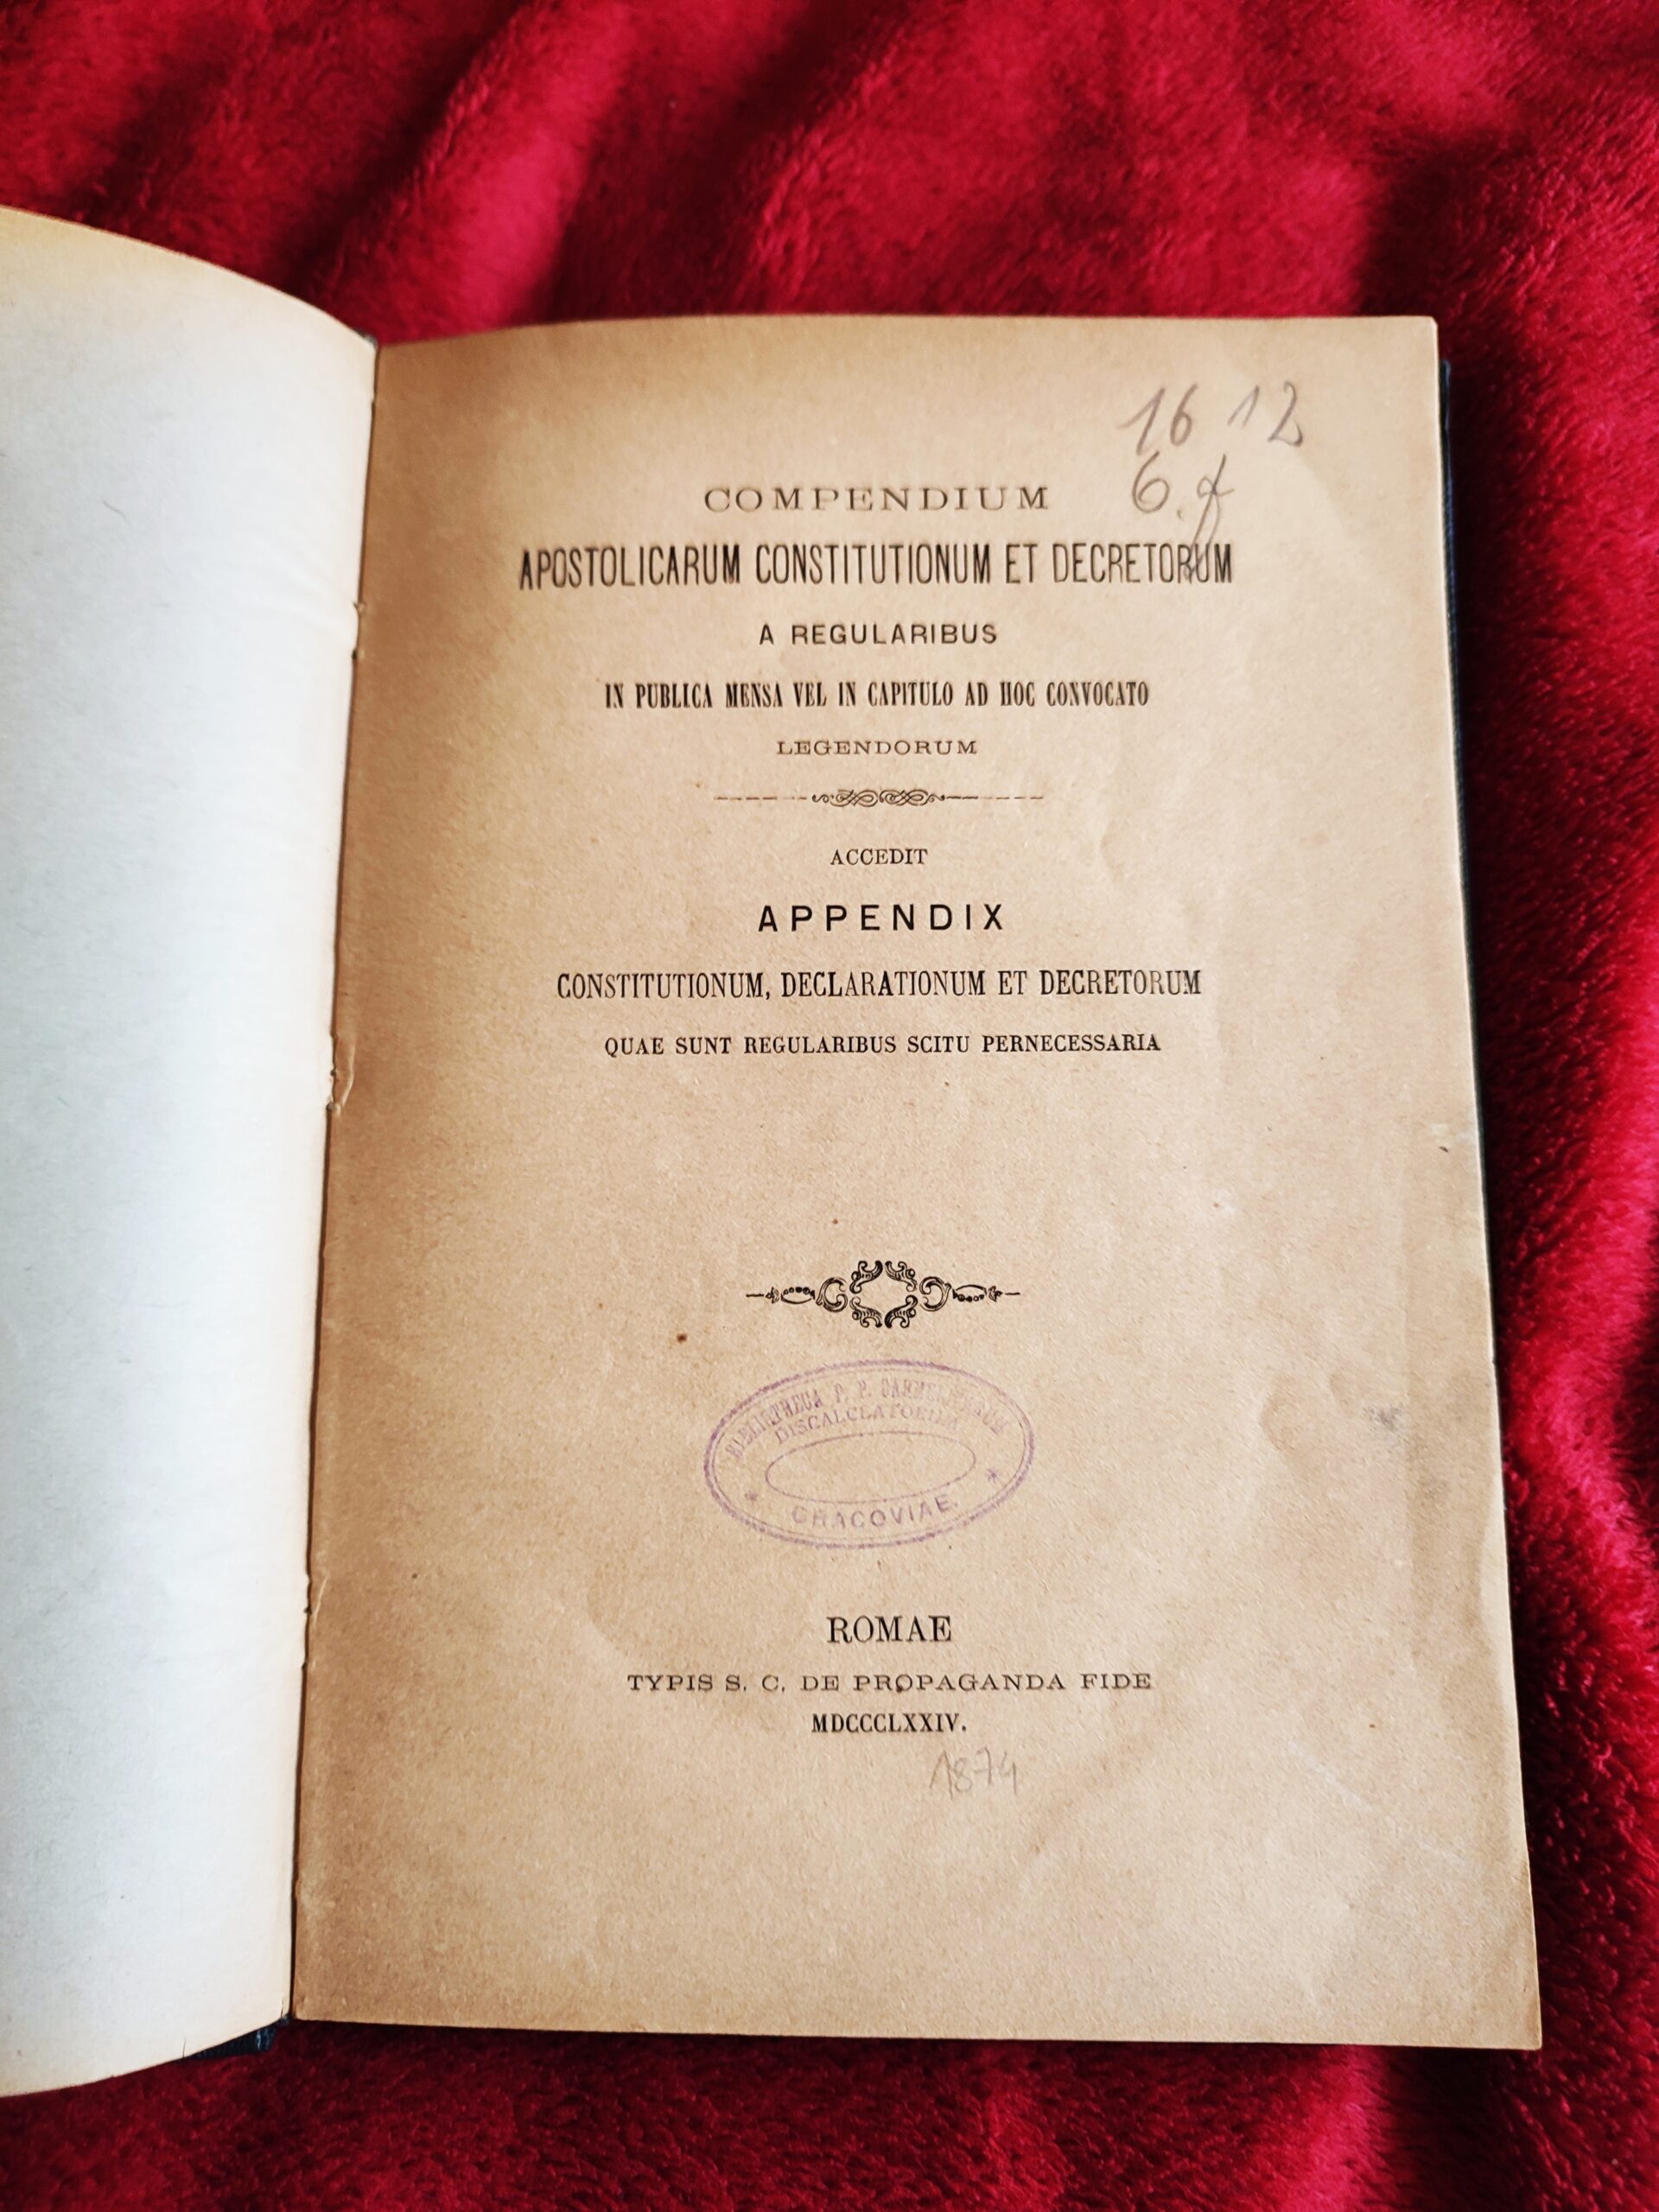 16 12
6. f
COMPENDIUM
APOSTOLICARUM CONSTITUTIONUM ET DECRETORUM
A REGULARIBUS
IN PUBLICA MENSA VEL IN CAPITULO AD HOC CONVOCATO
LEGENDORUM
ACCEDIT
APPENDIX
CONSTITUTIONUM, DECLARATIONUM ET DECRETORUM
QUAE SUNT REGULARIBUS SCITU PERNECESSARIA
BIBLIOTHECA P. P. CARMELITARUM
DISCALCEATORUM
* CRACOVIAE *
ROMAE
TYPIS S. C. DE PROPAGANDA FIDE
MDCCCLXXIV.
1874